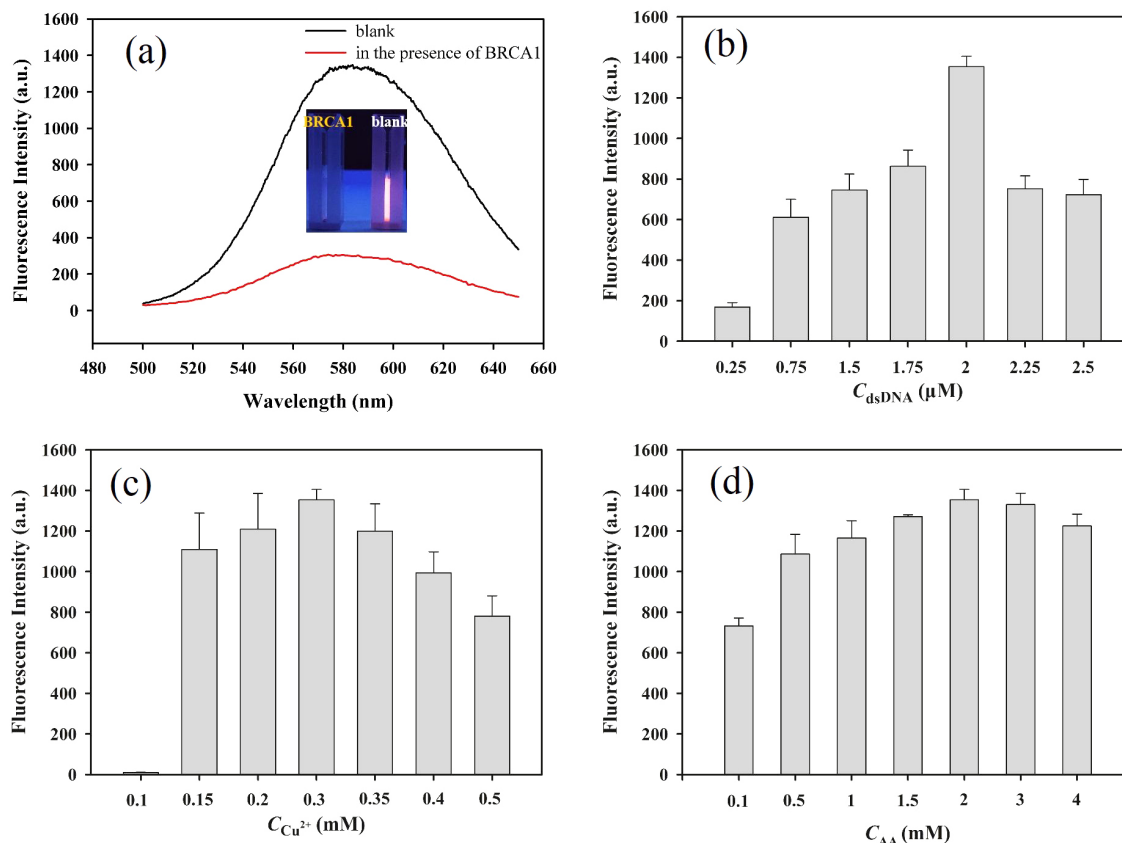 (a)
blank
in the presence of BRCA1
BRCA1 blank
Fluorescence Intensity (a.u.)
1600
1400
1200
1000
800
600
400
200
0
480 500 520 540 560 580 600 620 640 660
Wavelength (nm)
(b)
Fluorescence Intensity (a.u.)
1600
1400
1200
1000
800
600
400
200
0
0.25 0.75 1.5 1.75 2 2.25 2.5
C dsDNA (µM)
(c)
Fluorescence Intensity (a.u.)
1600
1400
1200
1000
800
600
400
200
0
0.1 0.15 0.2 0.3 0.35 0.4 0.5
C Cu²⁺ (mM)
(d)
Fluorescence Intensity (a.u.)
1600
1400
1200
1000
800
600
400
200
0
0.1 0.5 1 1.5 2 3 4
C AA (mM)